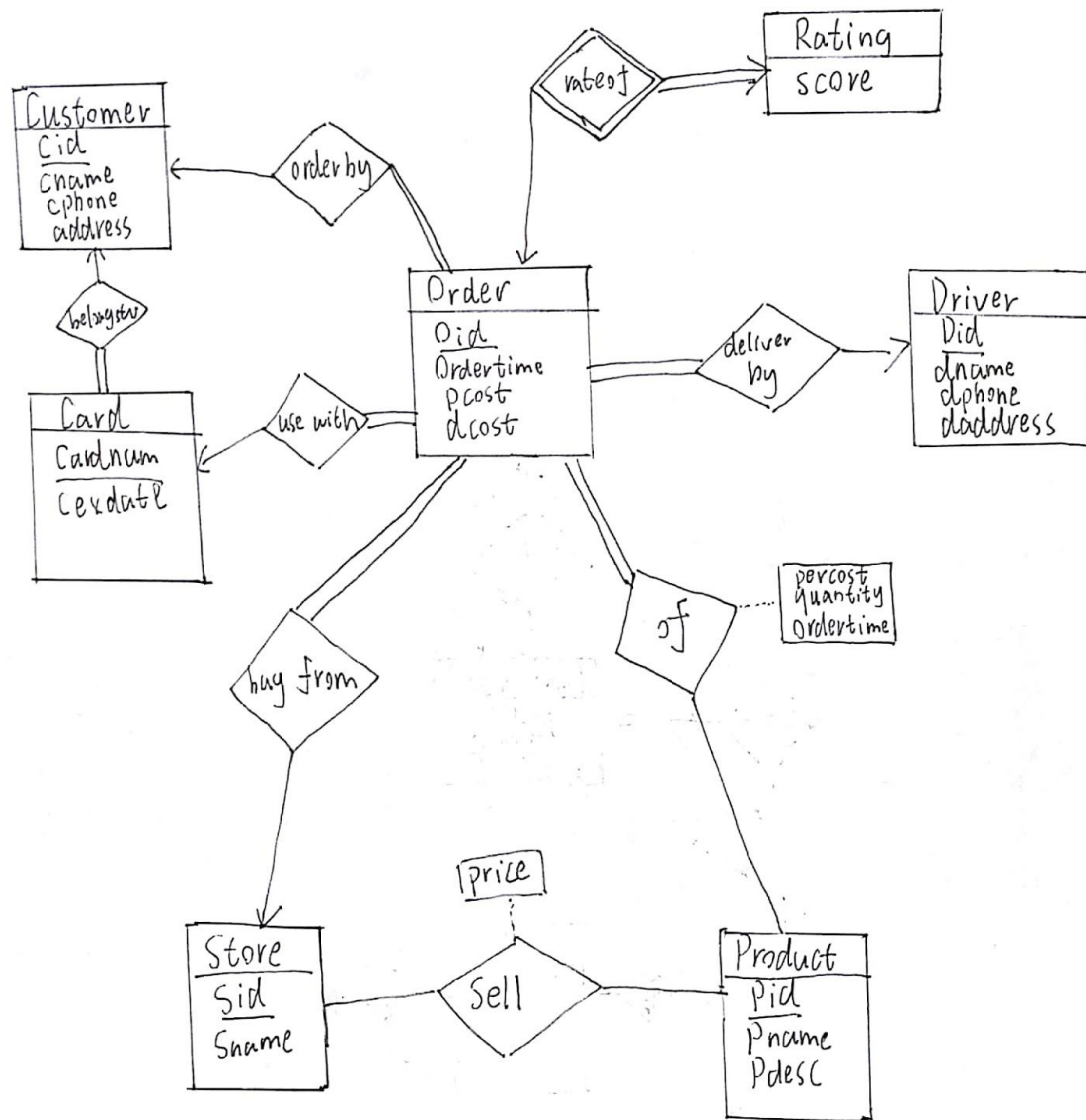 Rating
score
rateof
Customer
cid
cname
cphone
address
orderby
belongsto
Order
Oid
Ordertime
pcost
dcost
deliver
by
Driver
Did
dname
dphone
daddress
Card
Cardnum
cexdate
use with
percost
quantity
ordertime
of
buy from
price
Store
Sid
Sname
Sell
Product
Pid
Pname
Pdesc